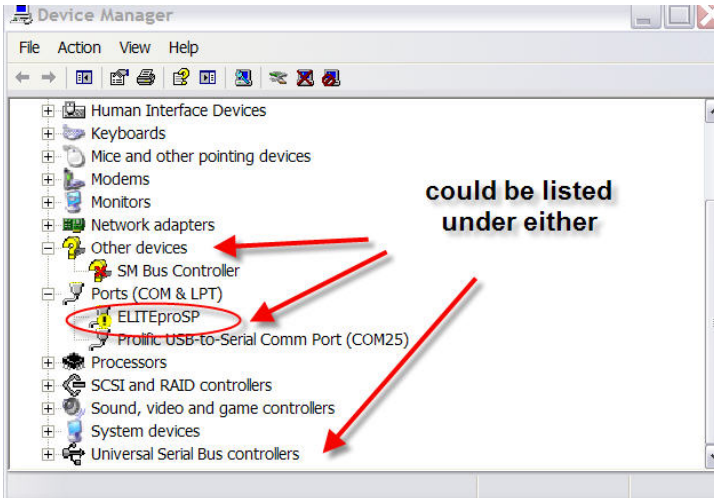 Device Manager
File Action View Help
Human Interface Devices
Keyboards
Mice and other pointing devices
Modems
Monitors
Network adapters
Other devices
SM Bus Controller
Ports (COM & LPT)
ELITEproSP
Prolific USB-to-Serial Comm Port (COM25)
Processors
SCSI and RAID controllers
Sound, video and game controllers
System devices
Universal Serial Bus controllers
could be listed
under either